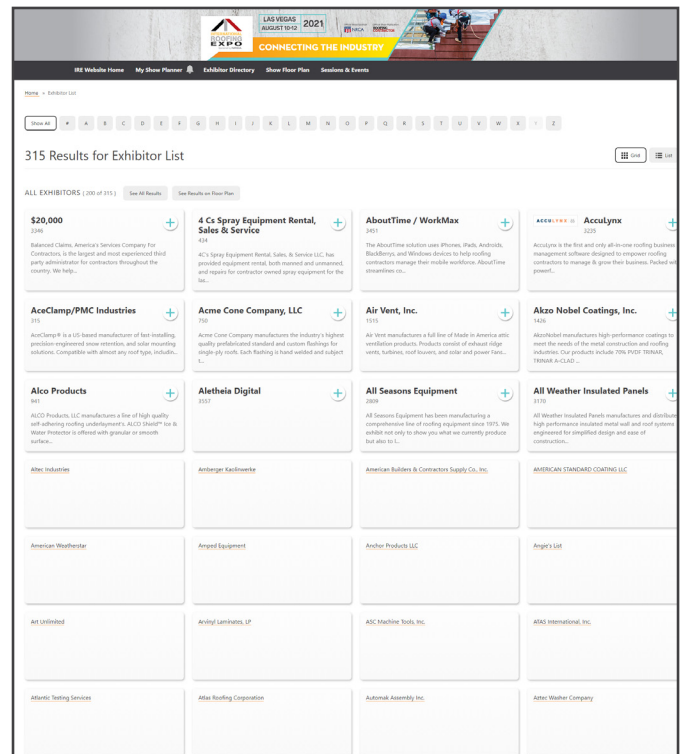 INTERNATIONAL
ROOFING
EXPO
LAS VEGAS
AUGUST 10-12
2021
NRCA
ROOFING
CONTRACTOR
CONNECTING THE INDUSTRY
IRE Website Home My Show Planner Exhibitor Directory Show Floor Plan Sessions & Events
Home » Exhibitor List
Show All # A B C D E F G H I J K L M N O P Q R S T U V W X Y Z
315 Results for Exhibitor List
Grid List
ALL EXHIBITORS ( 200 of 315 ) See All Results See Results on Floor Plan
$20,000
3346
Balanced Claims, America's Services Company For
Contractors, is the largest and most experienced third
party administrator for contractors throughout the
country. We help...
4 Cs Spray Equipment Rental,
Sales & Service
434
4C's Spray Equipment Rental, Sales, & Service LLC, has
provided equipment rental, both manned and unmanned,
and repairs for contractor owned spray equipment for the
las...
AboutTime / WorkMax
3451
The AboutTime solution uses iPhones, iPads, Androids,
BlackBerrys, and Windows devices to help roofing
contractors manage their mobile workforce. AboutTime
streamlines co...
ACCULYNX
AccuLynx
3235
AccuLynx is the first and only all-in-one roofing business
management software designed to empower roofing
contractors to manage & grow their business. Packed wi
powerf...
AceClamp/PMC Industries
315
AceClamp® is a US-based manufacturer of fast-installing,
precision engineered snow retention, and solar mounting
solutions. Compatible with almost any roof type, includin...
Acme Cone Company, LLC
750
Acme Cone Company manufactures the industry's highest
quality prefabricated standard and custom flashings for
single-ply roofs. Each flashing is hand welded and subject
t...
Air Vent, Inc.
1515
Air Vent manufactures a full line of Made in America attic
ventilation products. Products consist of exhaust ridge
vents, turbines, roof louvers, and solar and power Fans...
Akzo Nobel Coatings, Inc.
1426
AkzoNobel manufactures high-performance coatings to
meet the needs of the metal construction and roofing
industries. Our products include 70% PVDF TRINAR,
TRINAR A-CLAD ...
Alco Products
941
ALCO Products, LLC manufactures a line of high quality
self-adhering roofing underlayment's. ALCO Shield™ Ice &
Water Protector is offered with granular or smooth
surface...
Aletheia Digital
3557
All Seasons Equipment
2809
All Seasons Equipment has been manufacturing a
comprehensive line of roofing equipment since 1975. We
exhibit not only to show you what we currently produce
but also to l...
All Weather Insulated Panels
3170
All Weather Insulated Panels manufactures and distribute
high performance insulated metal wall and roof systems
engineered for simplified design and ease of
construction...
Altec Industries
Amberger Kaolinwerke
American Builders & Contractors Supply Co., Inc.
AMERICAN STANDARD COATING LLC
American Weatherstar
Amped Equipment
Anchor Products LLC
Angie's List
Art Unlimited
Arvinyl Laminates, LP
ASC Machine Tools, Inc.
ATAS International, Inc.
Atlantic Testing Services
Atlas Roofing Corporation
Automak Assembly Inc.
Aztec Washer Company